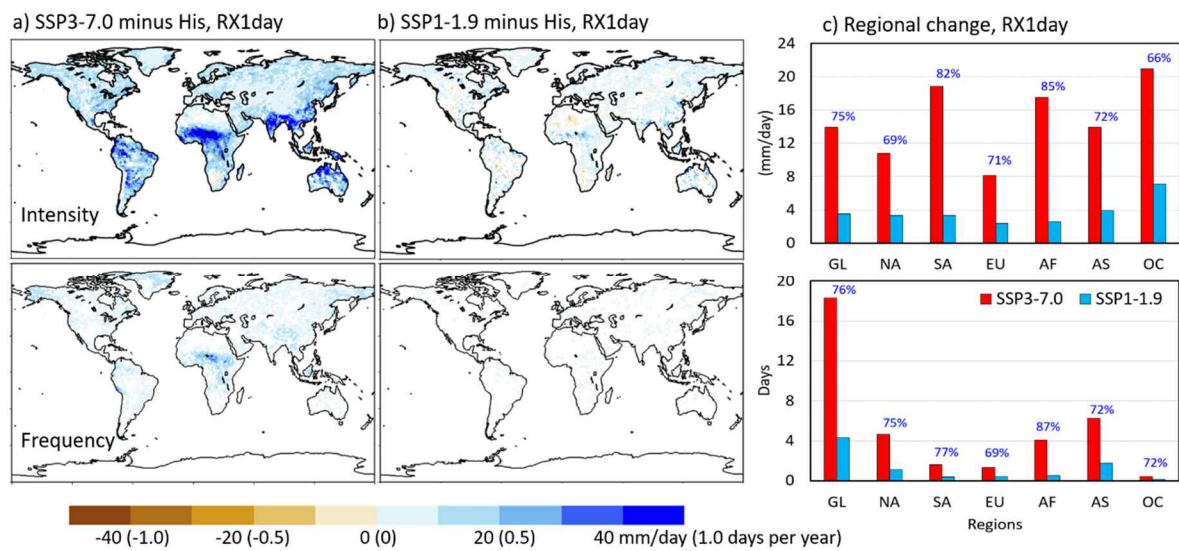 a) SSP3-7.0 minus His, RX1day
b) SSP1-1.9 minus His, RX1day
c) Regional change, RX1day
Intensity
Frequency
-40 (-1.0) -20 (-0.5) 0 (0) 20 (0.5) 40 mm/day (1.0 days per year)
24
20
16
12
8
4
0
(mm/day)
75%
69%
82%
71%
85%
72%
66%
GL NA SA EU AF AS OC
20
16
12
8
4
0
Days
76%
75%
77%
69%
87%
72%
72%
SSP3-7.0 SSP1-1.9
GL NA SA EU AF AS OC
Regions